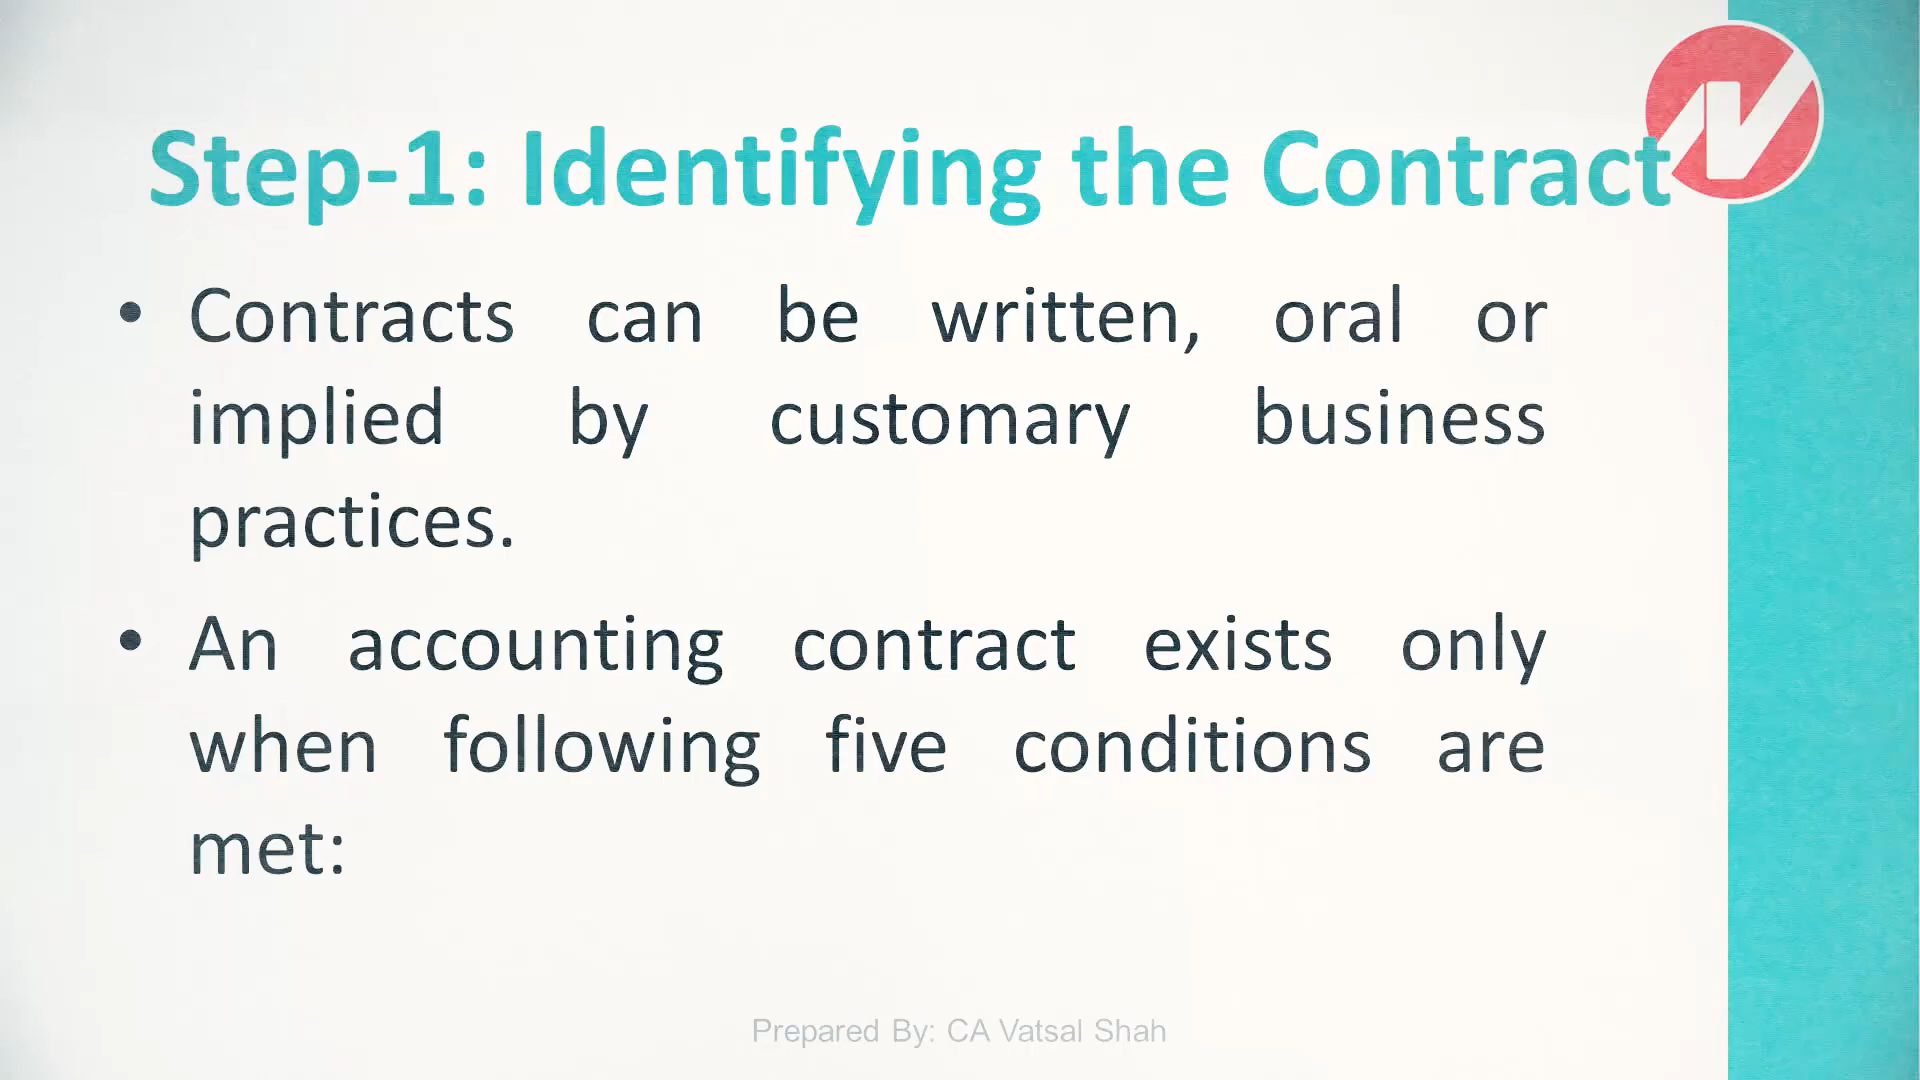 Step-1: Identifying the Contract
• Contracts can be written, oral or
implied by customary business
practices.
• An accounting contract exists only
when following five conditions are
met:
Prepared By: CA Vatsal Shah